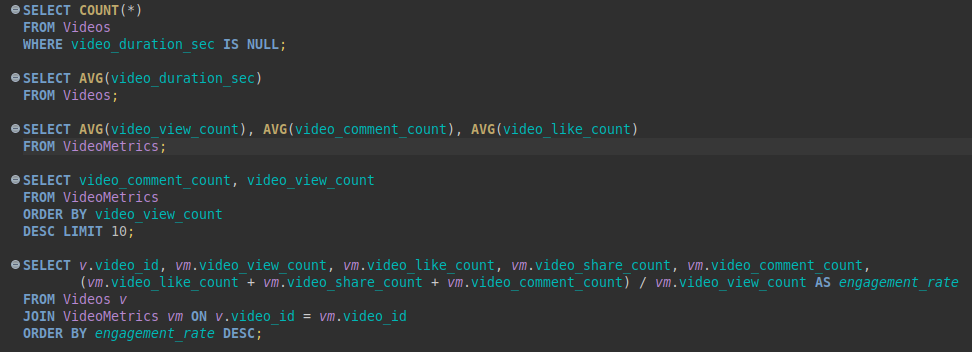 SELECT COUNT(*)
FROM Videos
WHERE video_duration_sec IS NULL;
SELECT AVG(video_duration_sec)
FROM Videos;
SELECT AVG(video_view_count), AVG(video_comment_count), AVG(video_like_count)
FROM VideoMetrics;
SELECT video_comment_count, video_view_count
FROM VideoMetrics
ORDER BY video_view_count
DESC LIMIT 10;
SELECT v.video_id, vm.video_view_count, vm.video_like_count, vm.video_share_count, vm.video_comment_count,
(vm.video_like_count + vm.video_share_count + vm.video_comment_count) / vm.video_view_count AS engagement_rate
FROM Videos v
JOIN VideoMetrics vm ON v.video_id = vm.video_id
ORDER BY engagement_rate DESC;